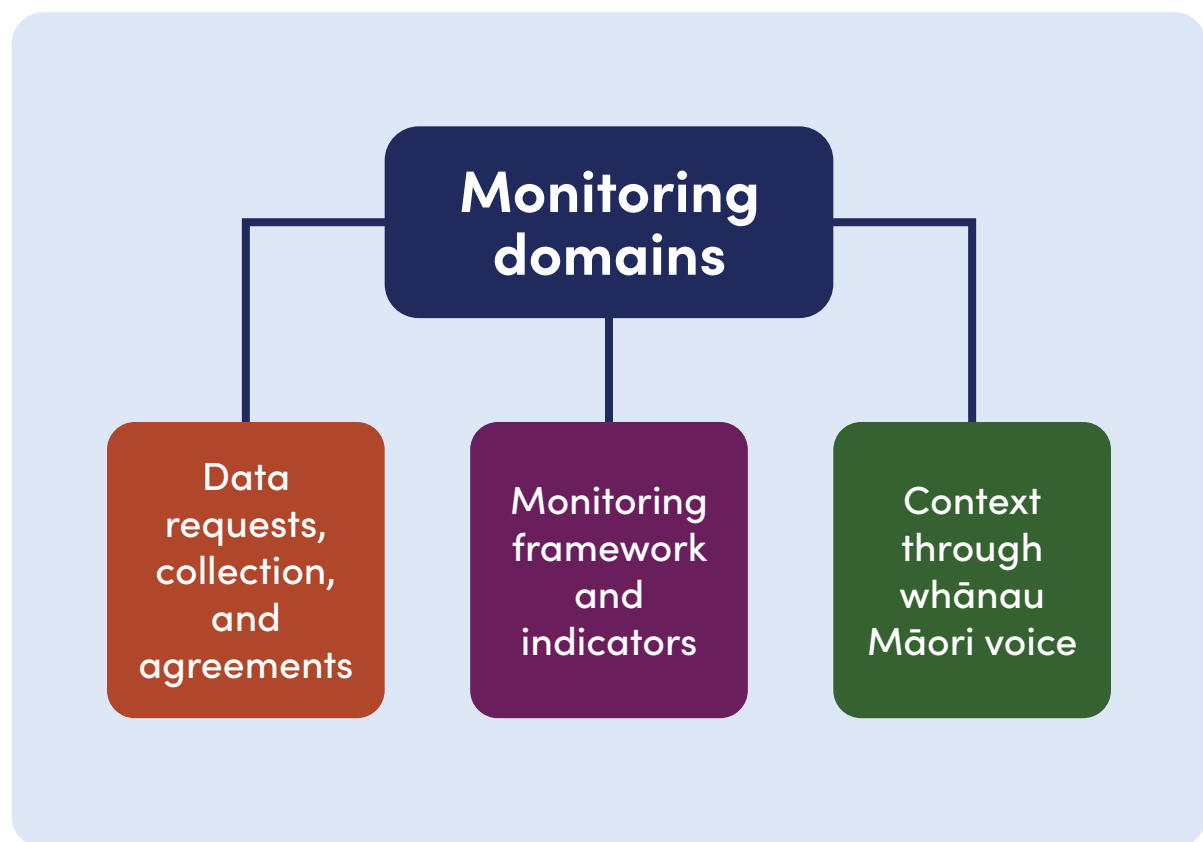 Monitoring
domains
Data
requests,
collection,
and
agreements
Monitoring
framework
and
indicators
Context
through
whānau
Māori voice